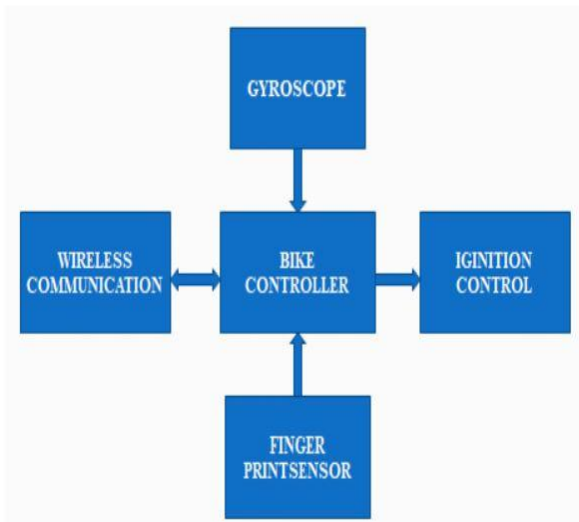 GYROSCOPE
WIRELESS
COMMUNICATION
BIKE
CONTROLLER
IGINITION
CONTROL
FINGER
PRINTSENSOR